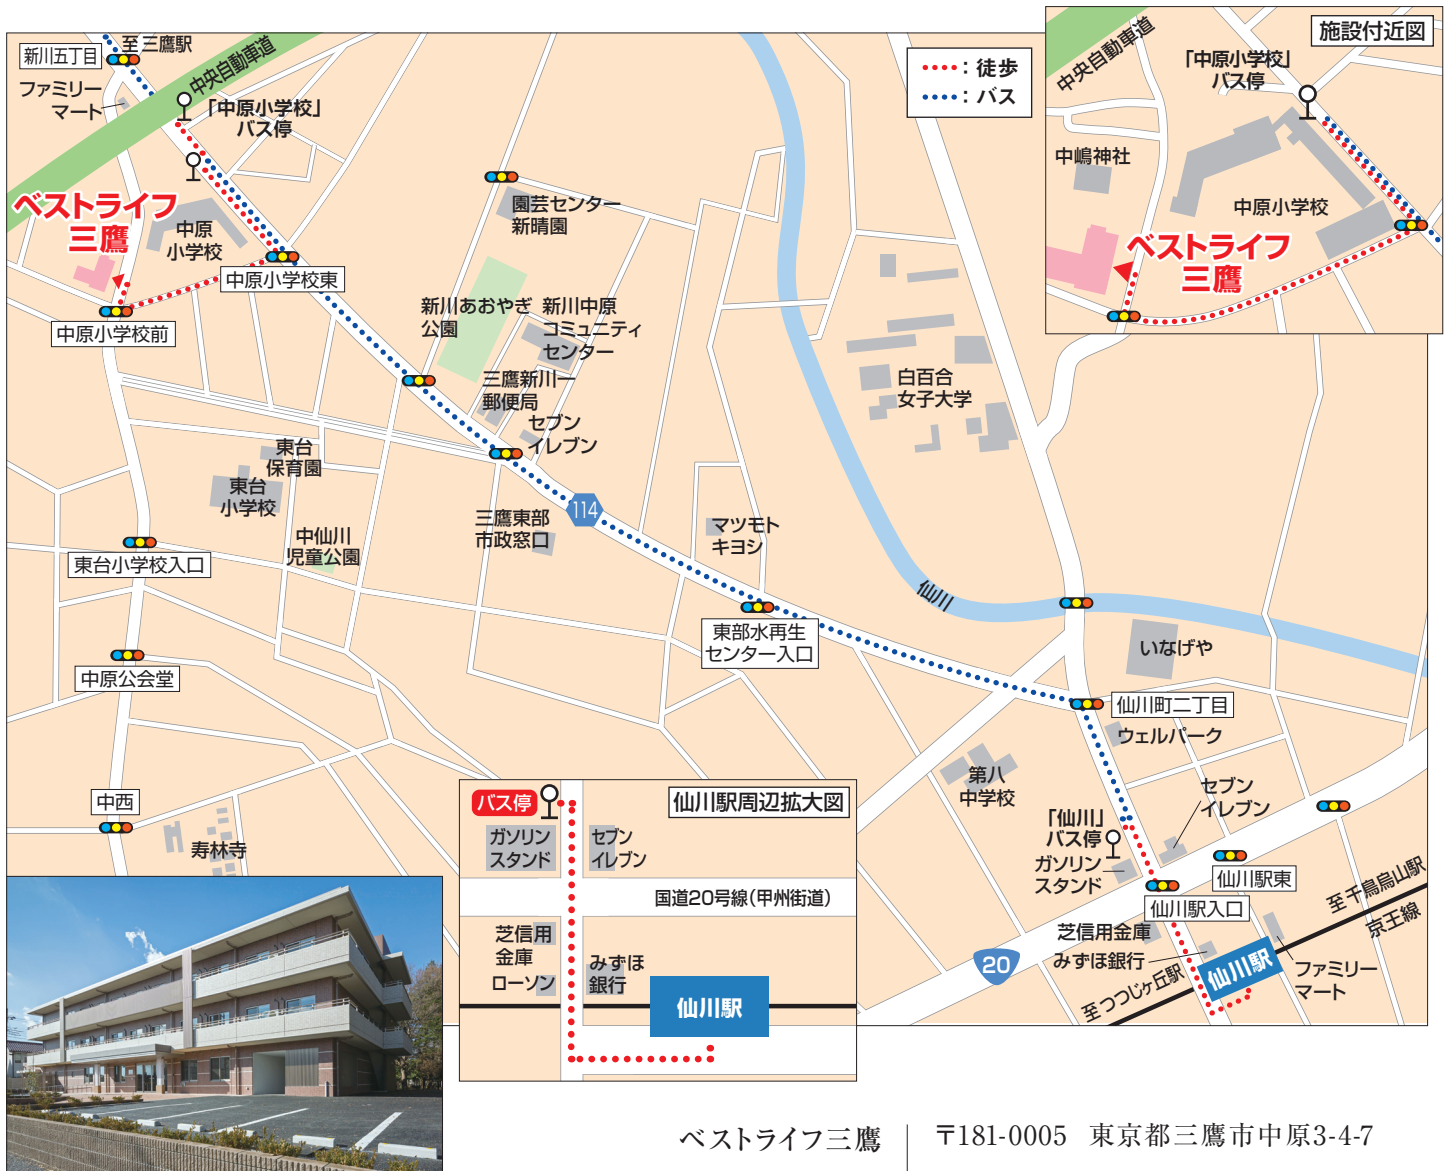 新川五丁目
至 三鷹駅
中央自動車道
ファミリー
マート
「中原小学校」
バス停
ベストライフ
三鷹
中原
小学校
中原小学校東
中原小学校前
園芸センター
新晴園
新川あおやぎ
公園
新川中原
コミュニティ
センター
三鷹新川一
郵便局
セブン
イレブン
東台
保育園
東台
小学校
中仙川
児童公園
三鷹東部
市政窓口
114
マツモト
キヨシ
東台小学校入口
中原公会堂
中西
寿林寺
東部水再生
センター入口
仙川
白百合
女子大学
いなげや
仙川町二丁目
ウェルパーク
第八
中学校
セブン
イレブン
「仙川」
バス停
ガソリン
スタンド
仙川駅東
仙川駅入口
至千烏烏山駅
京王線
芝信用金庫
みずほ銀行
仙川駅
ファミリー
マート
至つつじヶ丘駅
20
：徒歩
：バス
施設付近図
中央自動車道
「中原小学校」
バス停
中嶋神社
中原小学校
ベストライフ
三鷹
仙川駅周辺拡大図
バス停
ガソリン
スタンド
セブン
イレブン
国道20号線（甲州街道）
芝信用
金庫
ローソン
みずほ
銀行
仙川駅
ベストライフ三鷹
〒181-0005 東京都三鷹市中原3-4-7